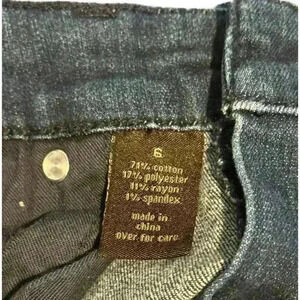 6
71% cotton
17% polyester
11% rayon
1% spandex
made in
china
over for care